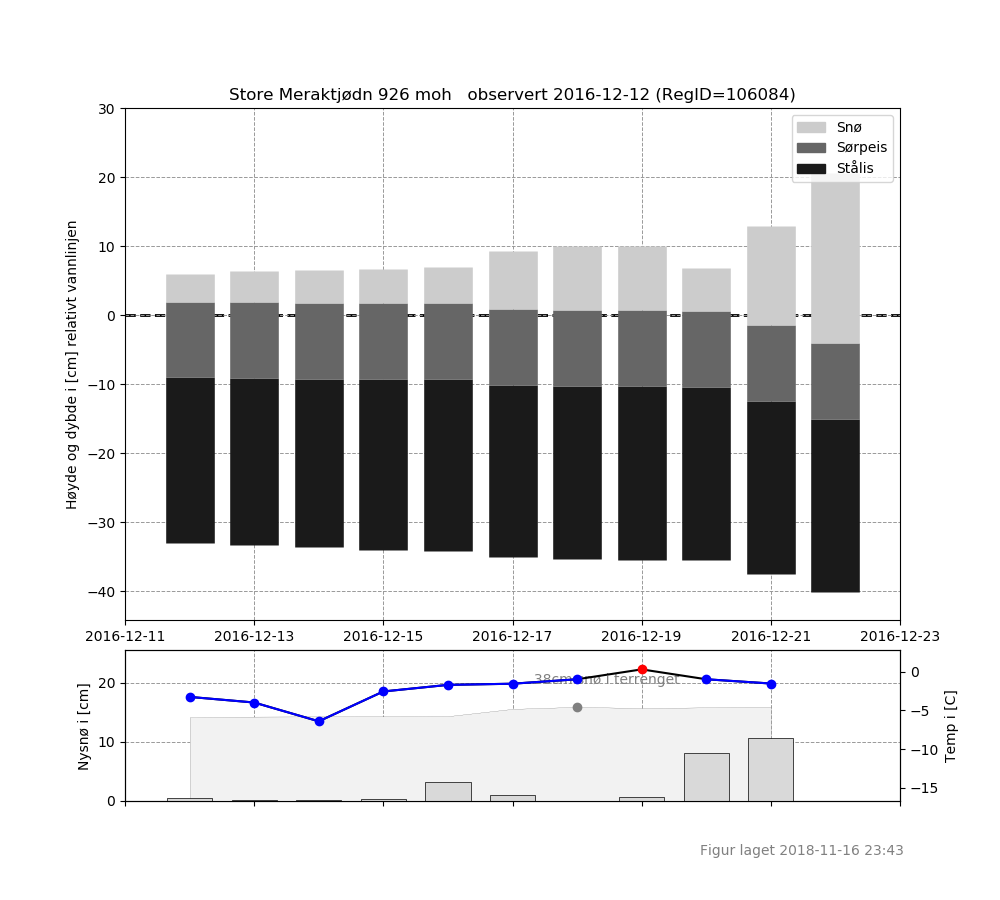 Store Meraktjødn 926 moh   observert 2016-12-12 (RegID=106084)
Høyde og dybde i [cm] relativt vannlinjen
30
20
10
0
−10
−20
−30
−40
Snø
Sørpeis
Stålis
2016-12-11 2016-12-13 2016-12-15 2016-12-17 2016-12-19 2016-12-21 2016-12-23
Nysnø i [cm]
20
10
0
38cm snø i terrenget
0
−5
−10
−15
Temp i [C]
Figur laget 2018-11-16 23:43